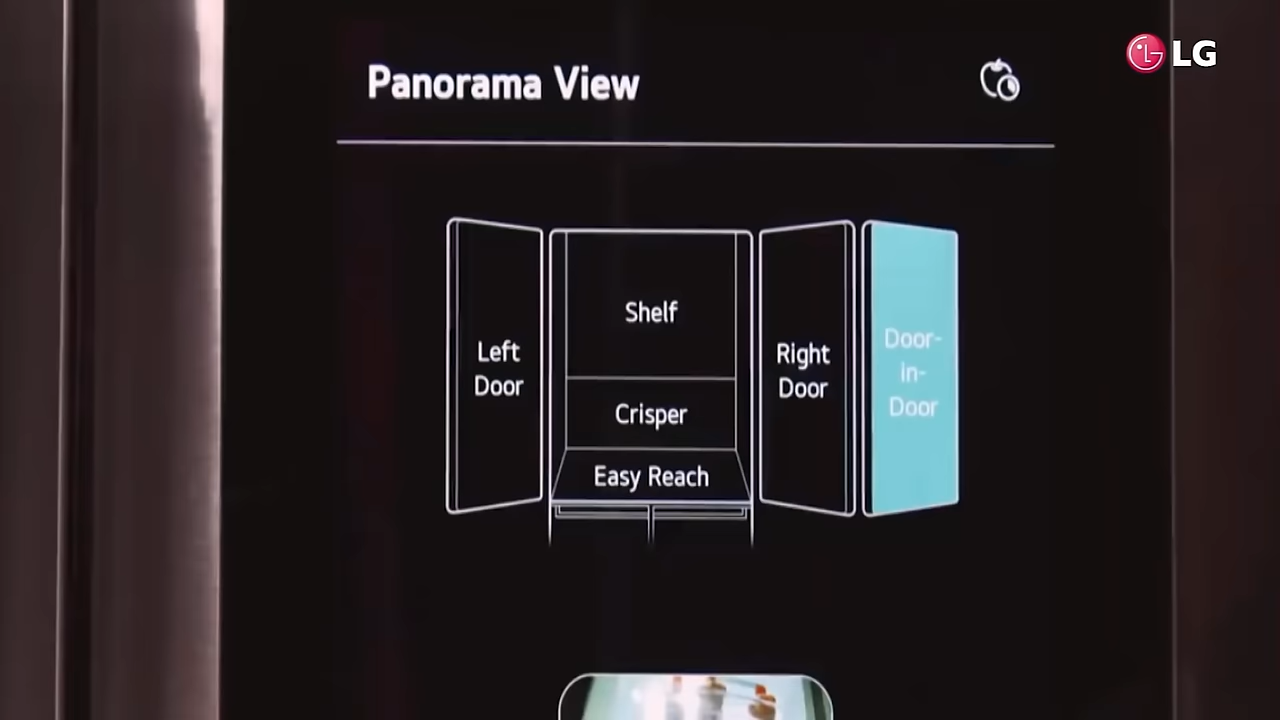 Panorama View
LG
Shelf
Left
Door
Right
Door
Door-
in-
Door
Crisper
Easy Reach